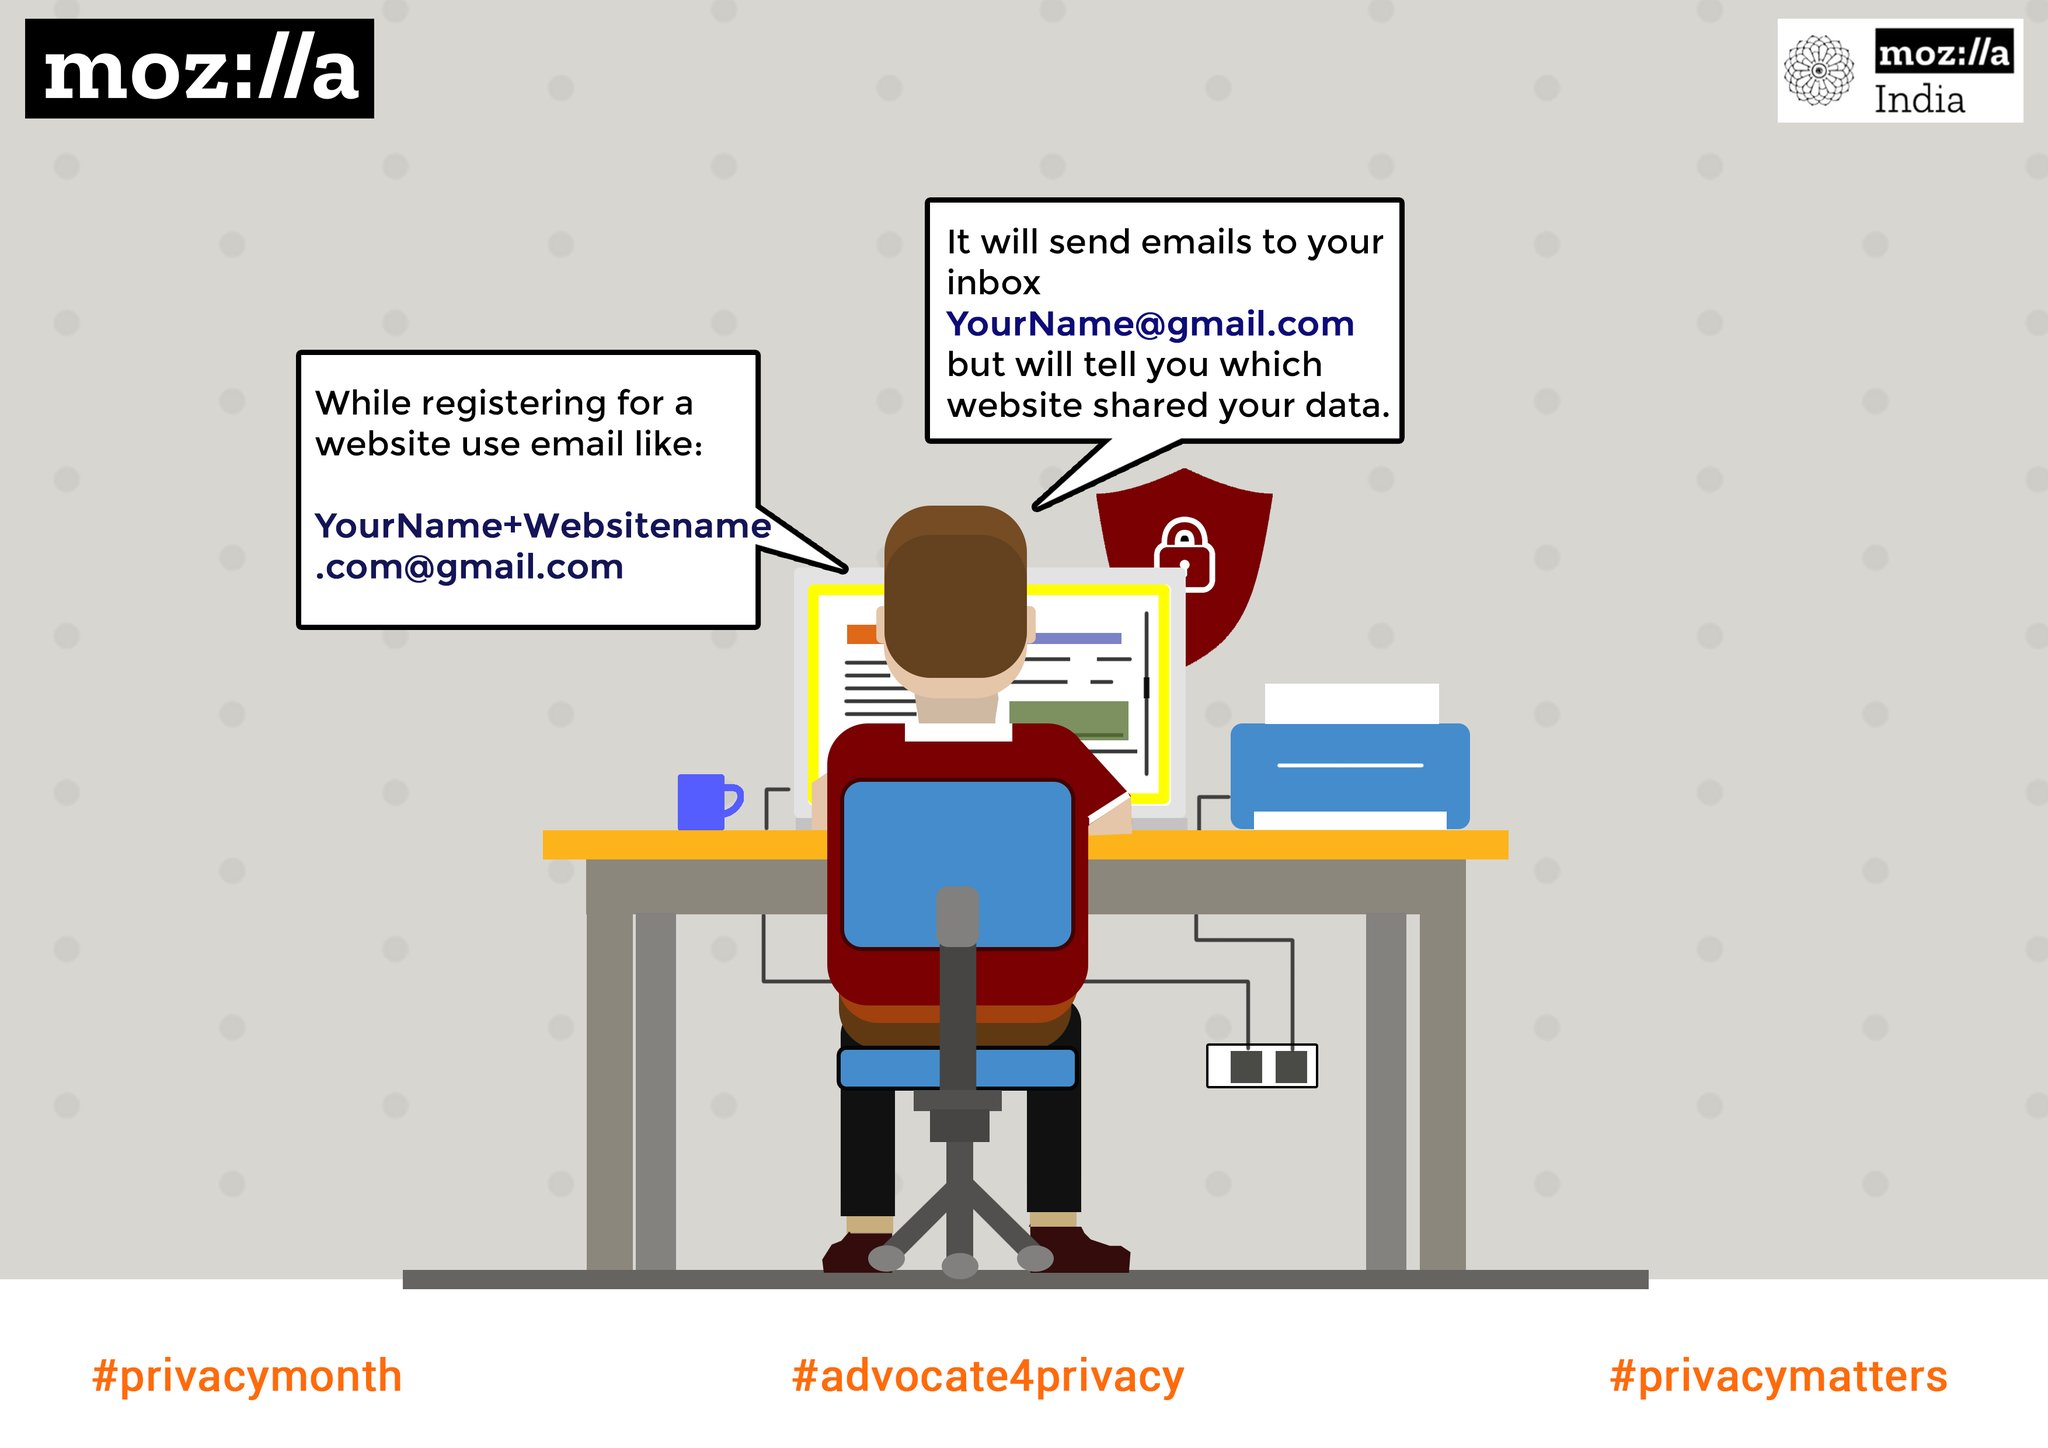 moz://a
moz://a
India
It will send emails to your
inbox
YourName@gmail.com
but will tell you which
website shared your data.
While registering for a
website use email like:
YourName+Websitename
.com@gmail.com
#privacymonth
#advocate4privacy
#privacymatters